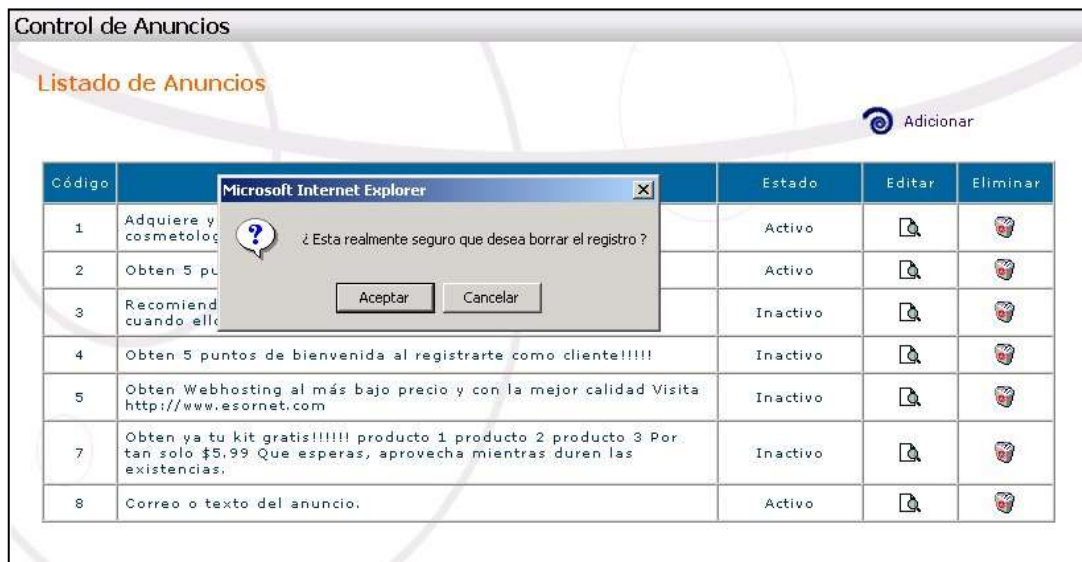 Control de Anuncios
Listado de Anuncios
Adicionar
Código Estado Editar Eliminar
Microsoft Internet Explorer
¿ Esta realmente seguro que desea borrar el registro ?
Aceptar Cancelar
1 Adquiere Activo
2 Obten 5 Activo
3 Inactivo
cuando
4 Obten 5 puntos de bienvenida al registrarte como cliente!!!!! Inactivo
5 Obten Webhosting al más bajo precio y con la mejor calidad Visita Inactivo
http://www.esornet.com
7 Obten ya tu kit gratis!!!!!! producto 1 producto 2 producto 3 Por Inactivo
tan solo $5.99 Que esperas, aprovecha mientras duren las
existencias.
8 Correo o texto del anuncio. Activo